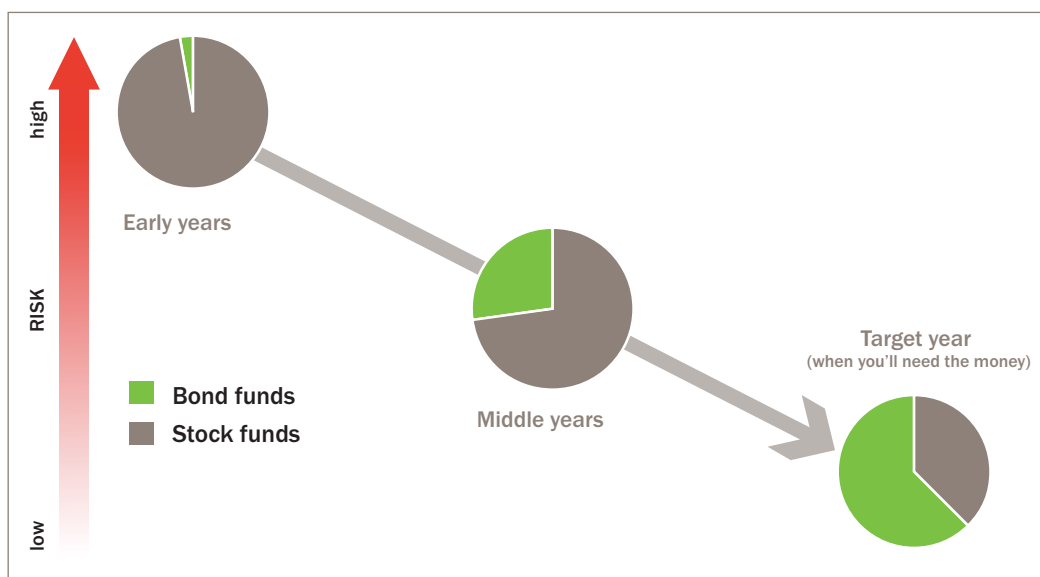 high
RISK
low
Early years
Middle years
Target year
(when you'll need the money)
Bond funds
Stock funds